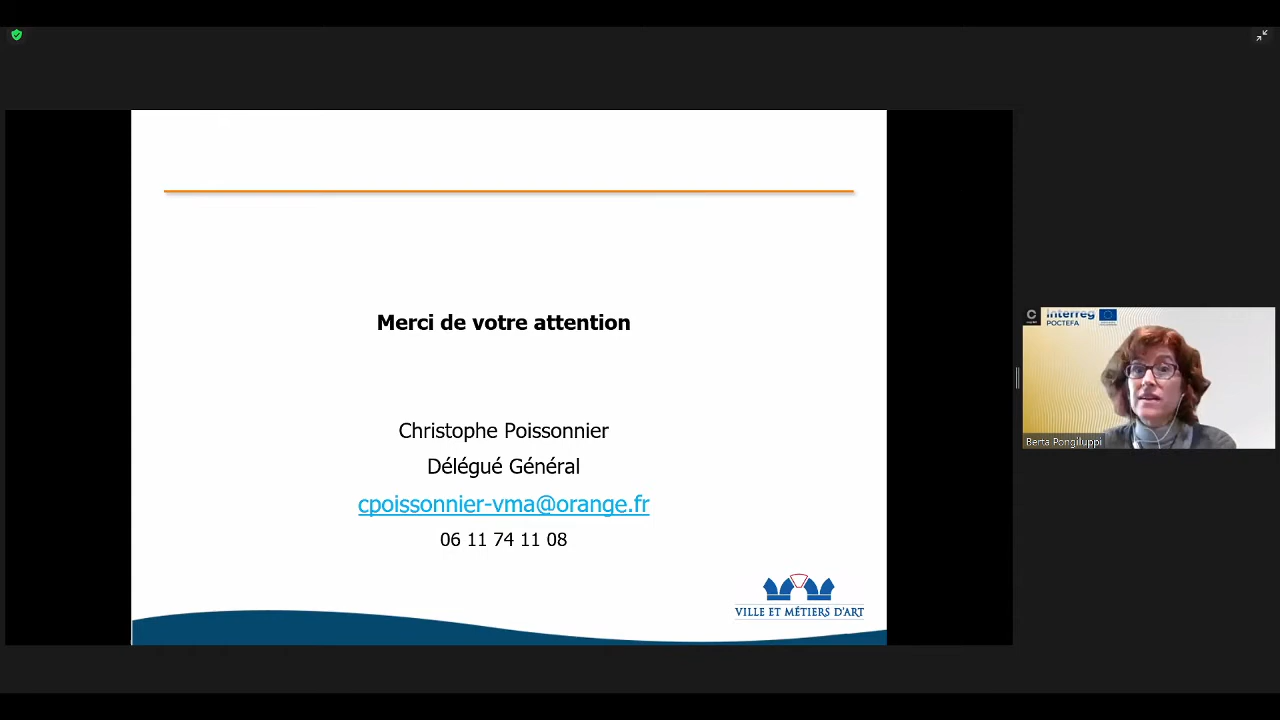 Merci de votre attention
Christophe Poissonnier
Délégué Général
cpoissonnier-vma@orange.fr
06 11 74 11 08
VILLE ET MÉTIERS D'ART
Interreg
POCTEFA
Berta Pongiluppi